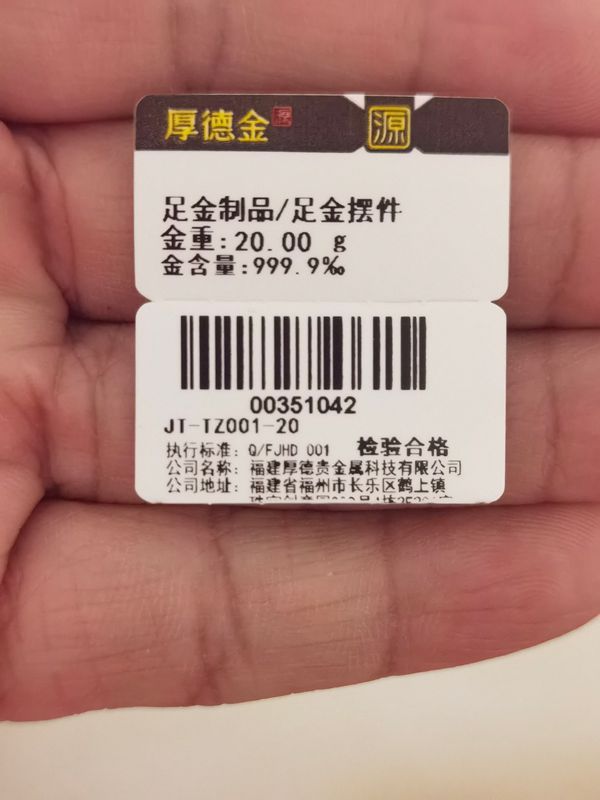 厚德金 源
足金制品/足金摆件
金重:20.00 g
金含量:999.9‰
00351042
JT-TZ001-20
执行标准: Q/FJHD 001 检验合格
公司名称: 福建厚德贵金属科技有限公司
公司地址: 福建省福州市长乐区鹤上镇